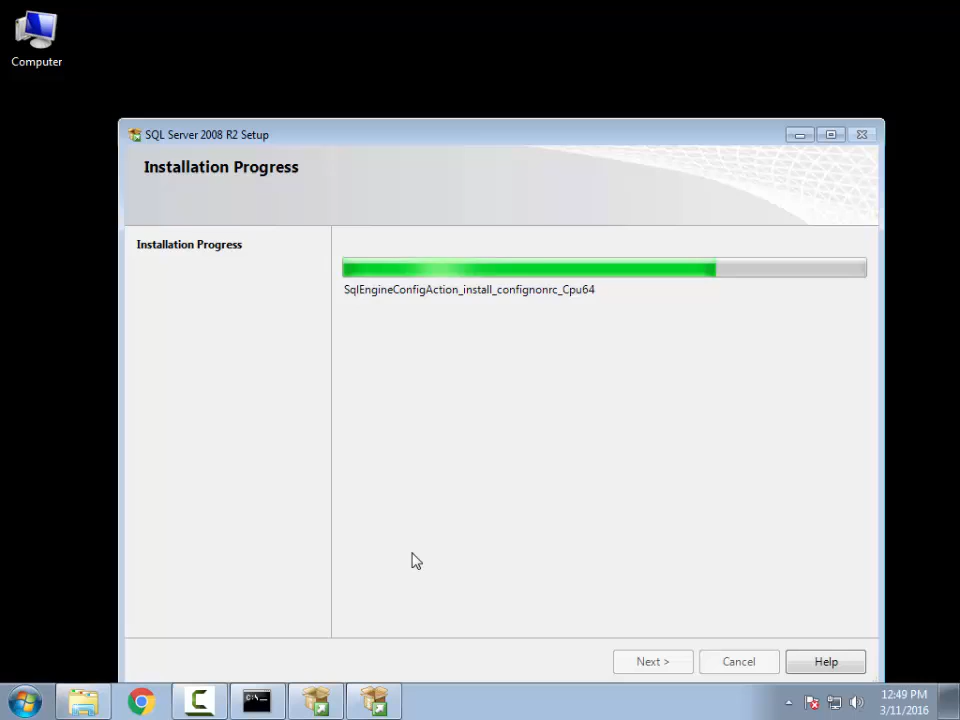 Computer
SQL Server 2008 R2 Setup
Installation Progress
Installation Progress
SqlEngineConfigAction_install_confignonrc_Cpu64
Next >
Cancel
Help
C:\.
12:49 PM
3/11/2016